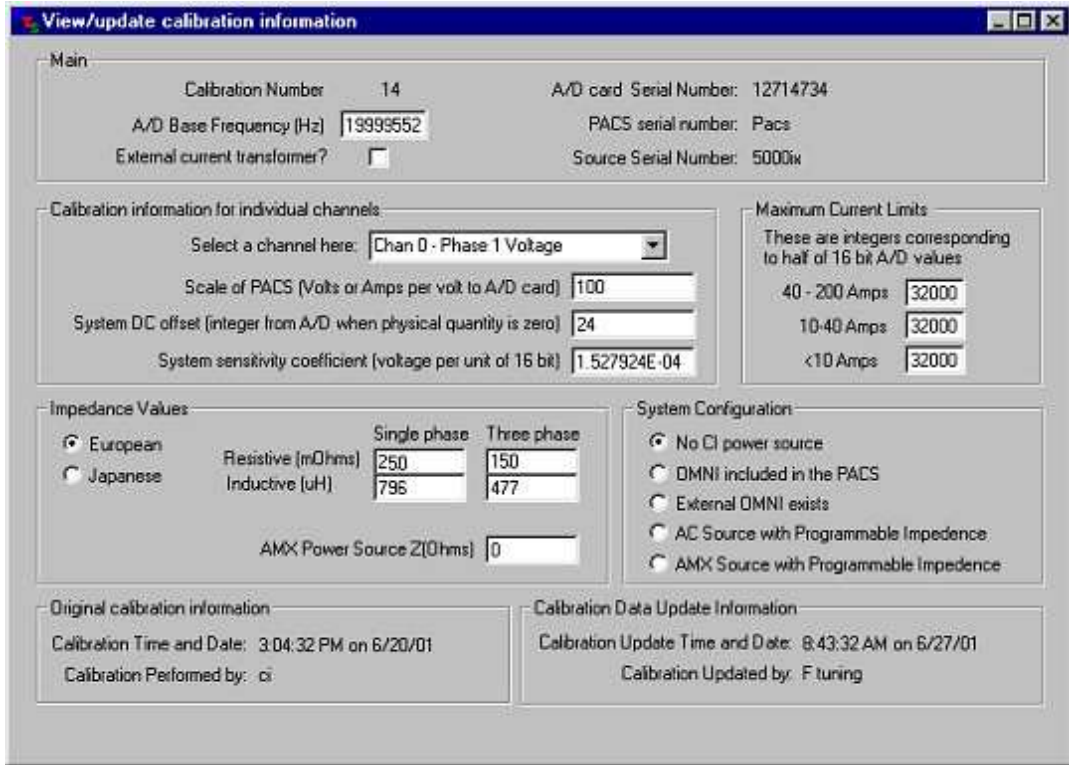 View/update calibration information
Main
Calibration Number 14
A/D card Serial Number: 12714734
A/D Base Frequency (Hz) 19999552
PACS serial number: Pacs
External current transformer?
Source Serial Number: 5000ix
Calibration information for individual channels
Select a channel here: Chan 0 - Phase 1 Voltage
Scale of PACS (Volts or Amps per volt to A/D card) 100
System DC offset (integer from A/D when physical quantity is zero) 24
System sensitivity coefficient (voltage per unit of 16 bit) 1.527924E-04
Maximum Current Limits
These are integers corresponding
to half of 16 bit A/D values
40 - 200 Amps 32000
10-40 Amps 32000
<10 Amps 32000
Impedance Values
European
Japanese
Single phase Three phase
Resistive (mOhms) 250 150
Inductive (uH) 796 477
AMX Power Source Z(Ohms) 0
System Configuration
No CI power source
OMNI included in the PACS
External OMNI exists
AC Source with Programmable Impedence
AMX Source with Programmable Impedence
Original calibration information
Calibration Time and Date: 3:04:32 PM on 6/20/01
Calibration Performed by: ci
Calibration Data Update Information
Calibration Update Time and Date: 8:43:32 AM on 6/27/01
Calibration Updated by: F tuning